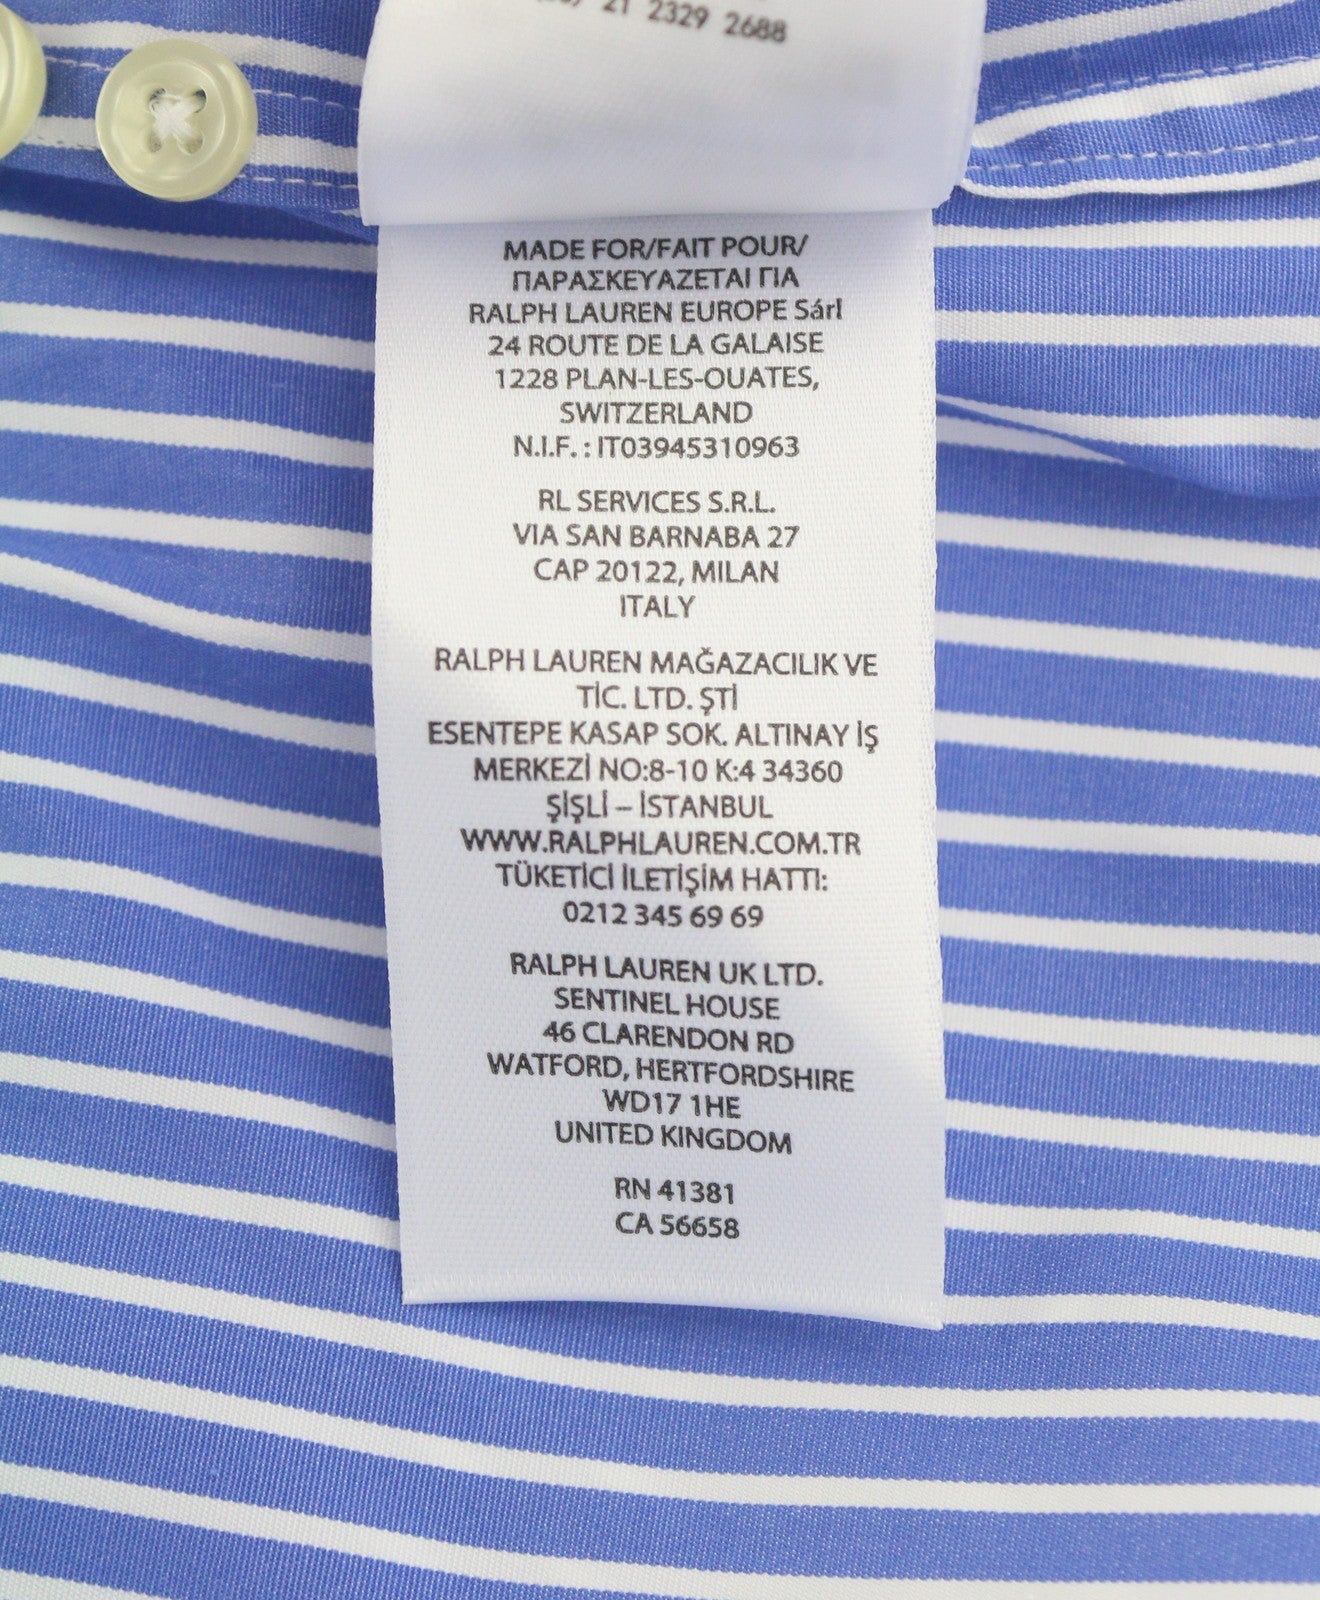 21 2329 2688
MADE FOR/FAIT POUR/
ΠΑΡΑΣΚΕΥΑΖΕΤΑΙ ΓΙΑ
RALPH LAUREN EUROPE Sárl
24 ROUTE DE LA GALAISE
1228 PLAN-LES-OUATES,
SWITZERLAND
N.I.F. : IT03945310963
RL SERVICES S.R.L.
VIA SAN BARNABA 27
CAP 20122, MILAN
ITALY
RALPH LAUREN MAĞAZACILIK VE
TİC. LTD. ŞTİ
ESENTEPE KASAP SOK. ALTINAY İŞ
MERKEZİ NO:8-10 K:4 34360
ŞİŞLİ – İSTANBUL
WWW.RALPHLAUREN.COM.TR
TÜKETİCİ İLETİŞİM HATTI:
0212 345 69 69
RALPH LAUREN UK LTD.
SENTINEL HOUSE
46 CLARENDON RD
WATFORD, HERTFORDSHIRE
WD17 1HE
UNITED KINGDOM
RN 41381
CA 56658